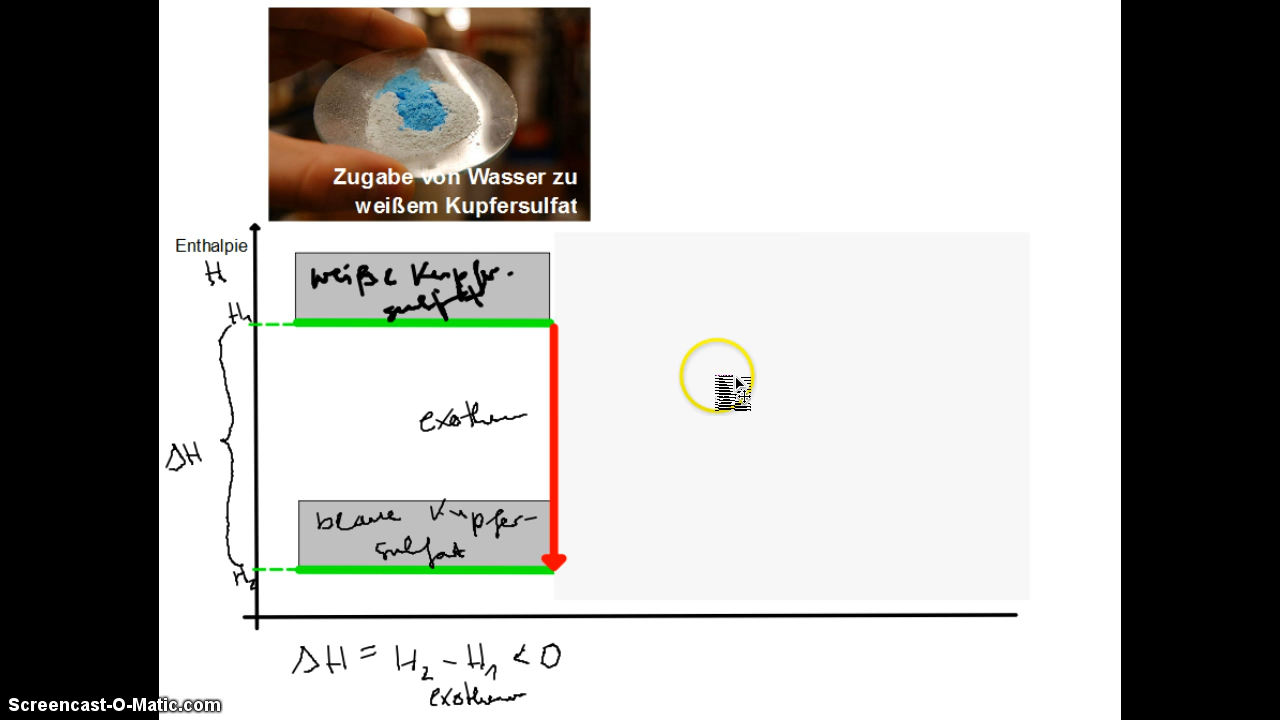 Zugabe von Wasser zu
weißem Kupfersulfat
Enthalpie
H
weiße Kupfer-
sulfat
H₁
exotherm
ΔH
blaue Kupfer-
sulfat
H₂
ΔH = H₂ - H₁ < 0
exotherm
Screencast-O-Matic.com